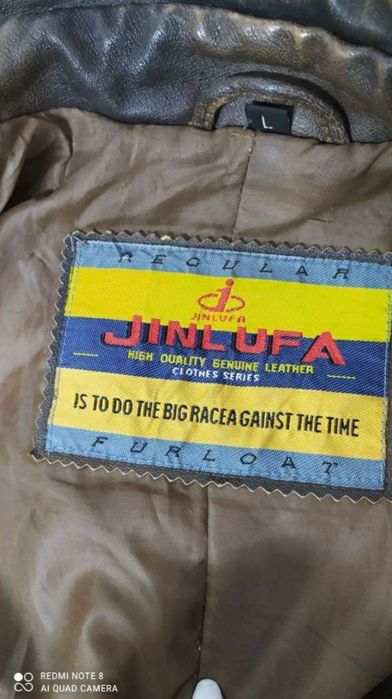 L
REGULAR
JINLUFA
JINLUFA
HIGH QUALITY GENUINE LEATHER
CLOTHES SERIES
IS TO DO THE BIG RACEA GAINST THE TIME
FURLOAT
REDMI NOTE 8
AI QUAD CAMERA